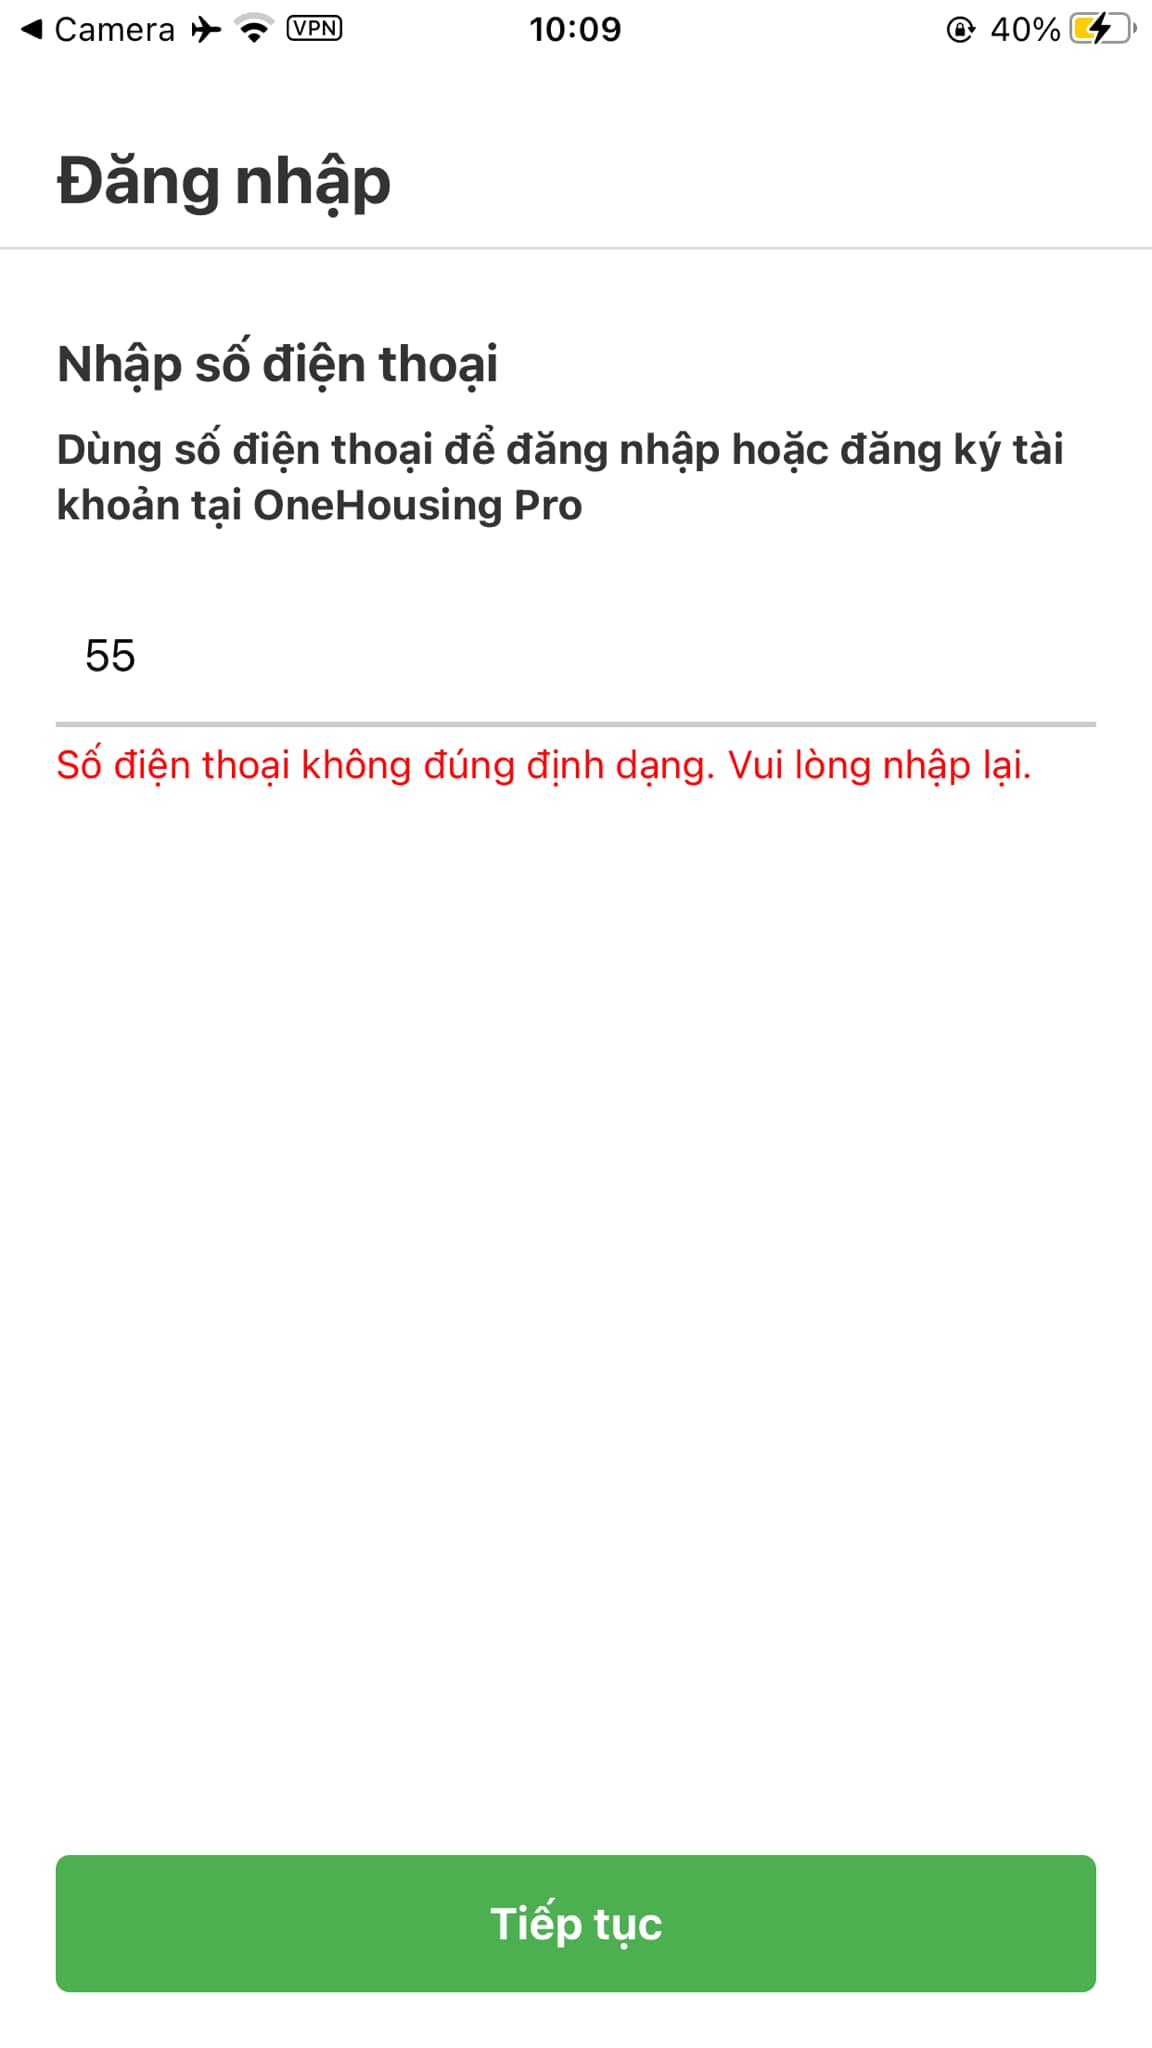 Camera VPN 10:09 40%
Đăng nhập
Nhập số điện thoại
Dùng số điện thoại để đăng nhập hoặc đăng ký tài
khoản tại OneHousing Pro
55
Số điện thoại không đúng định dạng. Vui lòng nhập lại.
Tiếp tục